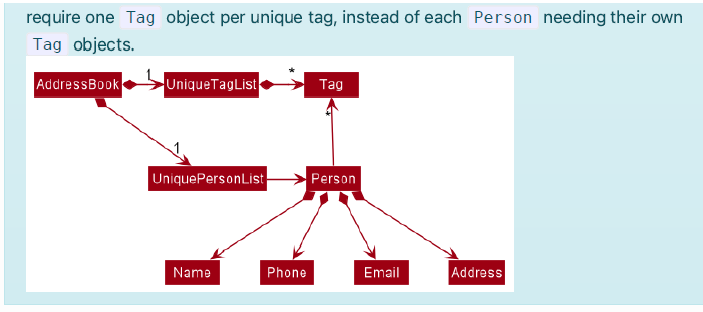 require one Tag object per unique tag, instead of each Person needing their own
Tag objects.
AddressBook 1 UniqueTagList * Tag
*
1
UniquePersonList Person
Name Phone Email Address